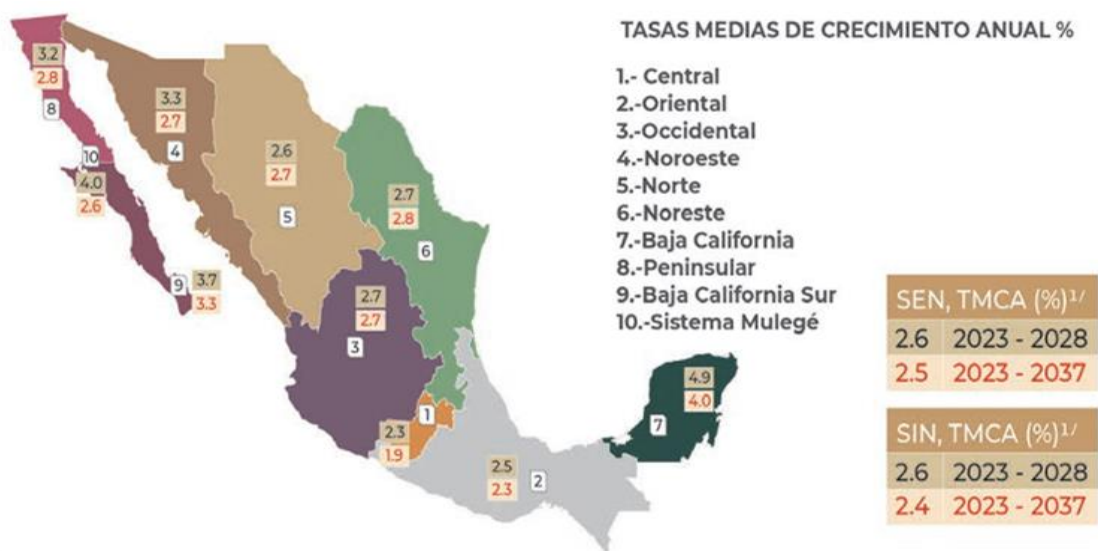 TASAS MEDIAS DE CRECIMIENTO ANUAL %
1.- Central
2.-Oriental
3.-Occidental
4.-Noroeste
5.-Norte
6.-Noreste
7.-Baja California
8.-Peninsular
9.-Baja California Sur
10.-Sistema Mulegé
3.2
2.8
8
3.3
2.7
4
10
4.0
2.6
2.6
2.7
5
2.7
2.8
6
9
3.7
3.3
2.7
2.7
3
1
2.3
1.9
2.5
2.3
2
4.9
4.0
7
SEN, TMCA (%)1/
2.6 2023 - 2028
2.5 2023 - 2037
SIN, TMCA (%)1/
2.6 2023 - 2028
2.4 2023 - 2037